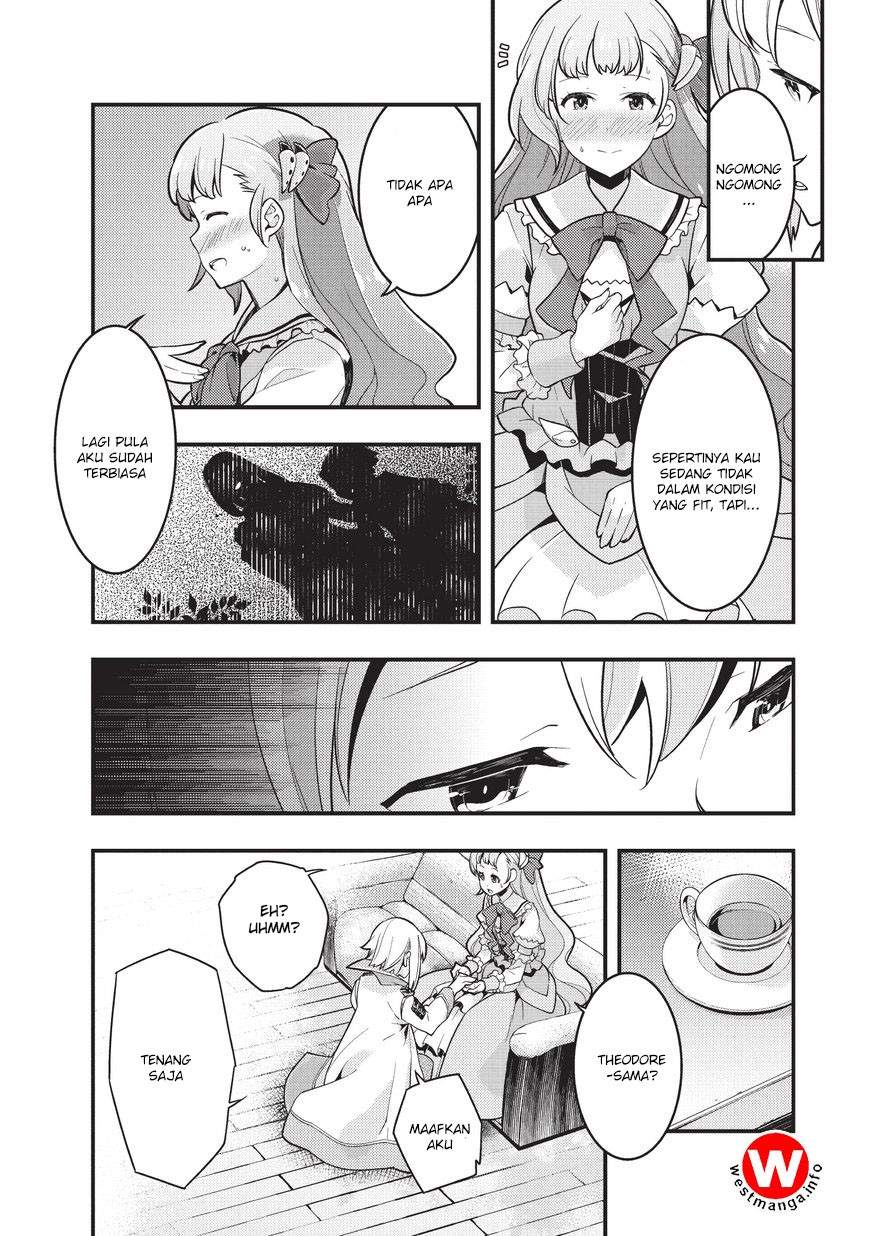 NGOMONG
NGOMONG
...
SEPERTINYA KAU
SEDANG TIDAK
DALAM KONDISI
YANG FIT, TAPI...
TIDAK APA
APA
LAGI PULA
AKU SUDAH
TERBIASA
THEODORE
-SAMA?
EH?
UHMM?
MAAFKAN
AKU
TENANG
SAJA
W
westmanga.info